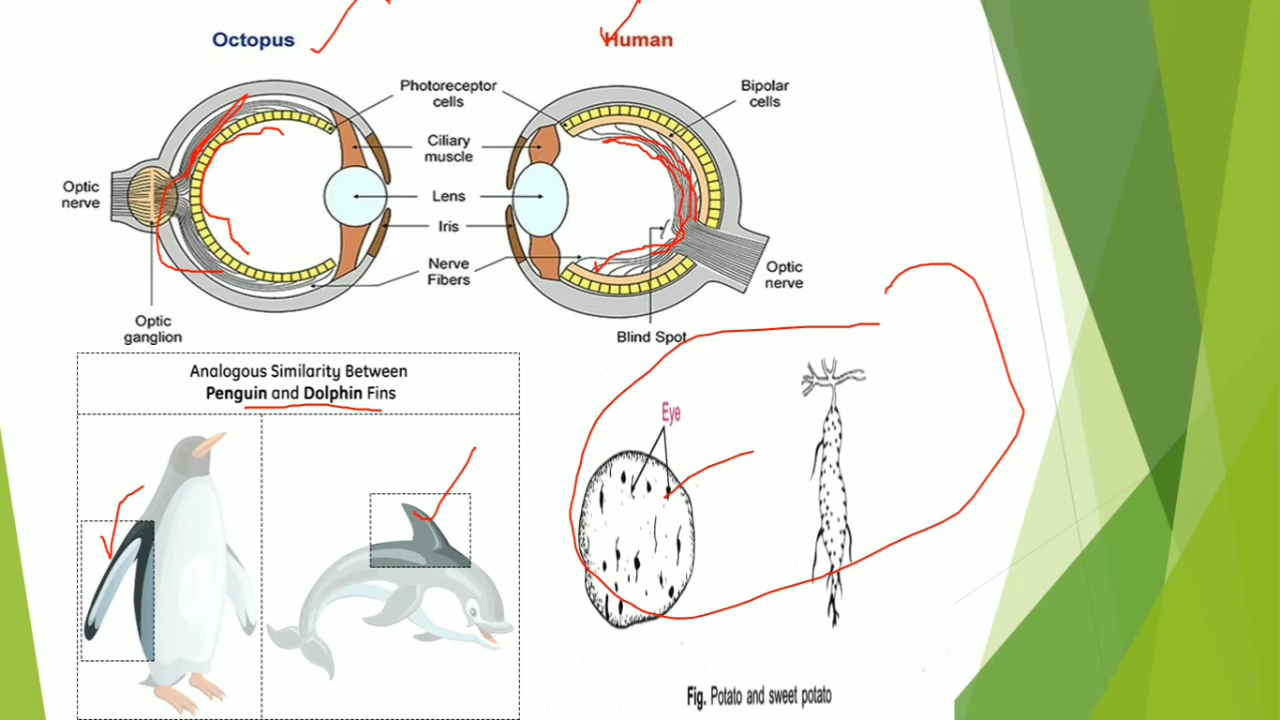 Octopus
Human
Photoreceptor
cells
Bipolar
cells
Ciliary
muscle
Optic
nerve
Lens
Iris
Nerve
Fibers
Optic
nerve
Optic
ganglion
Blind Spot
Analogous Similarity Between
Penguin and Dolphin Fins
Eye
Fig. Potato and sweet potato